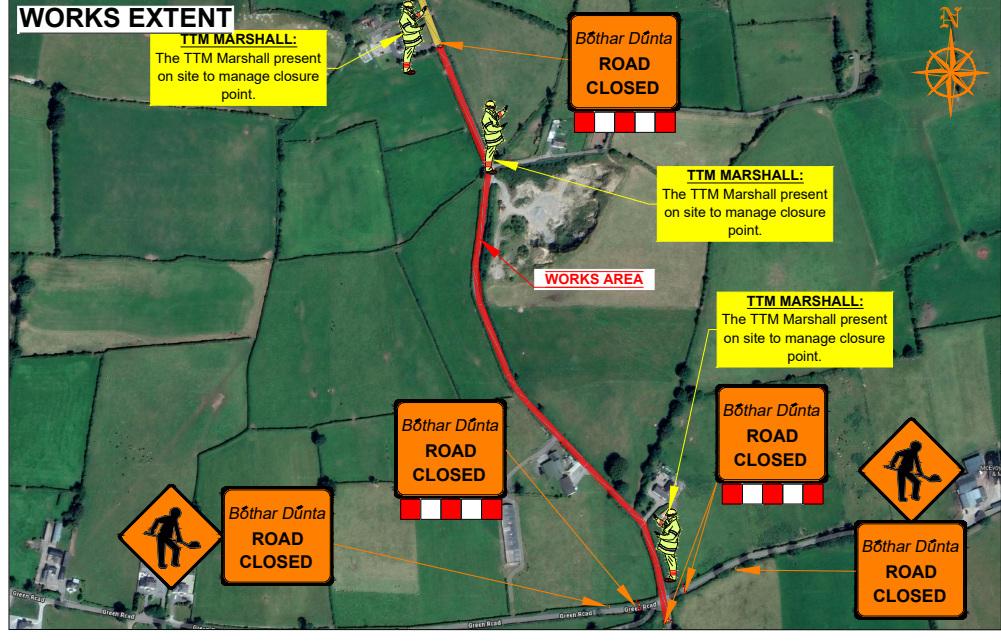 WORKS EXTENT
TTM MARSHALL:
The TTM Marshall present
on site to manage closure
point.
Bóthar Dúnta
ROAD
CLOSED
N
TTM MARSHALL:
The TTM Marshall present
on site to manage closure
point.
WORKS AREA
TTM MARSHALL:
The TTM Marshall present
on site to manage closure
point.
Bóthar Dúnta
ROAD
CLOSED
Bóthar Dúnta
ROAD
CLOSED
Bóthar Dúnta
ROAD
CLOSED
Bóthar Dúnta
ROAD
CLOSED
McEvoy
Green Road
Green Road
Green Road
Green Road